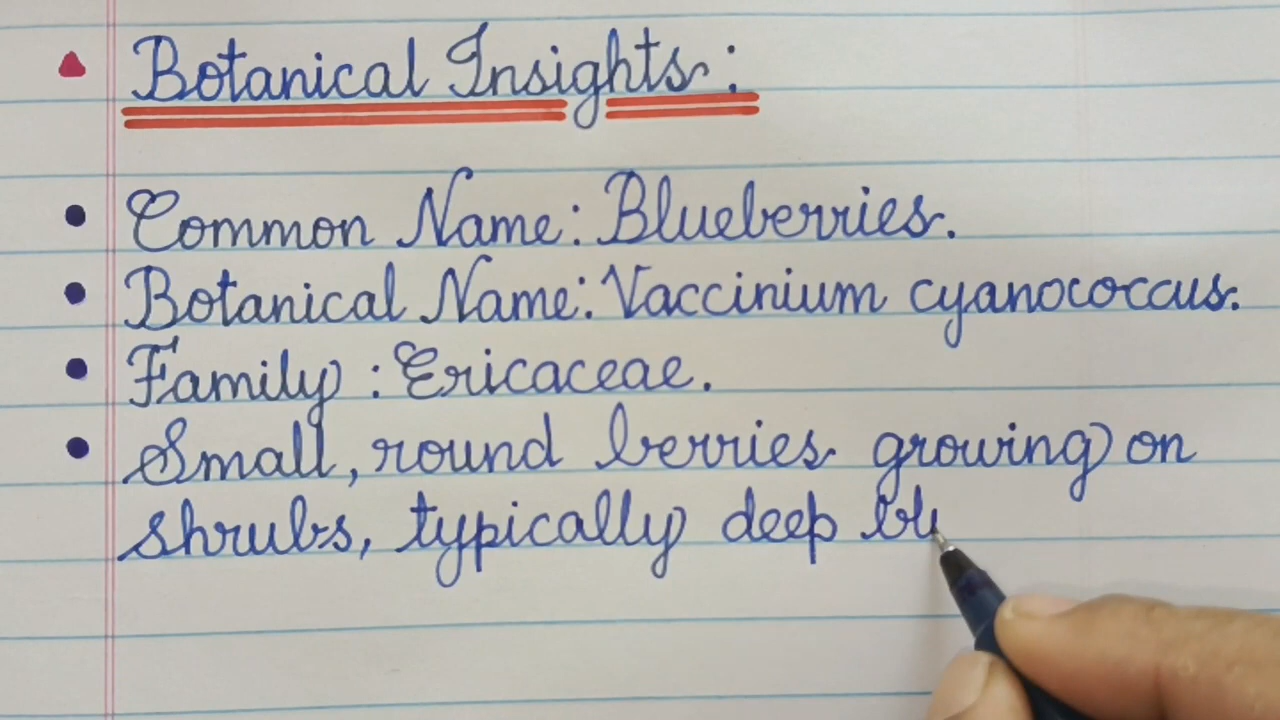 Botanical Insights :
Common Name: Blueberries.
Botanical Name: Vaccinium cyanococcus.
Family : Ericaceae.
Small, round berries growing on
shrubs, typically deep bl